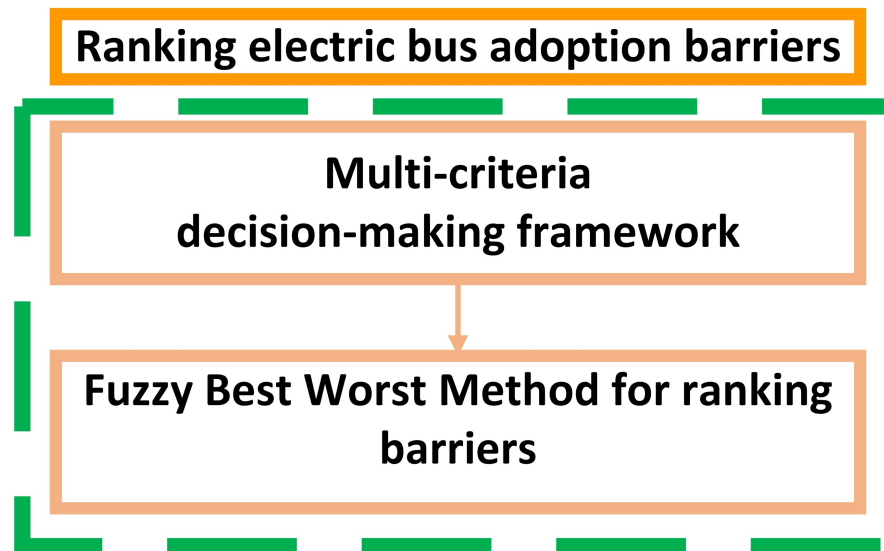 Ranking electric bus adoption barriers
Multi-criteria
decision-making framework
Fuzzy Best Worst Method for ranking
barriers